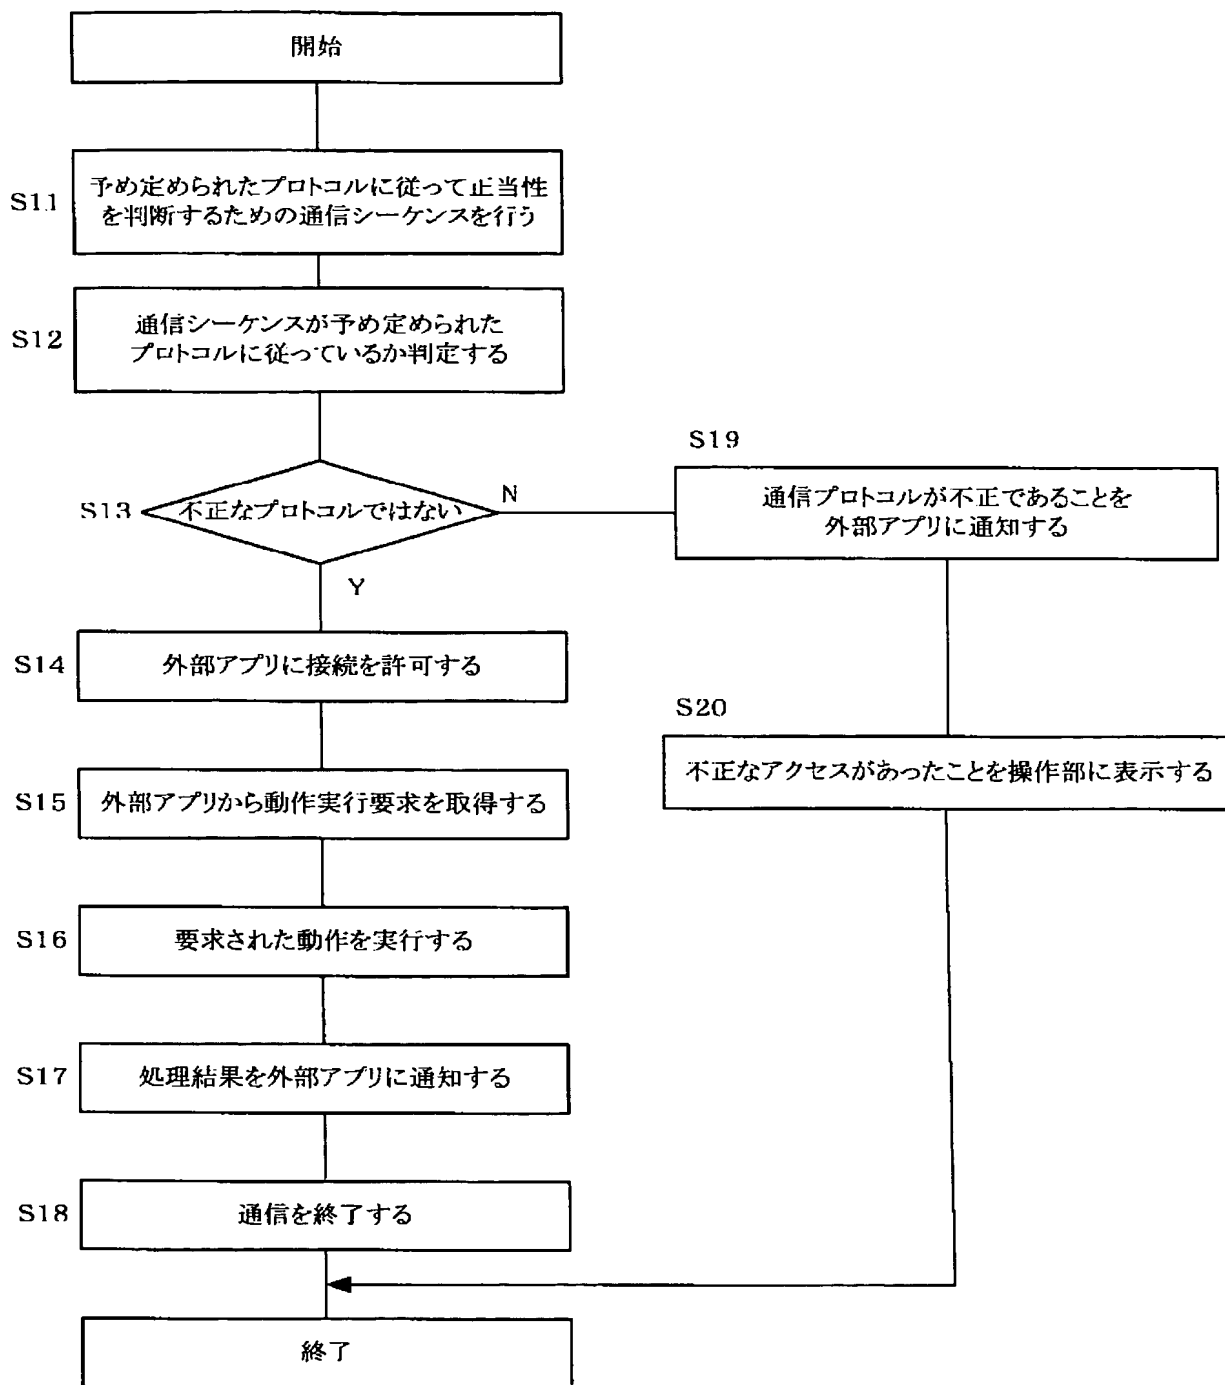 開始
S11
予め定められたプロトコルに従って正当性
を判断するための通信シーケンスを行う
S12
通信シーケンスが予め定められた
プロトコルに従っているか判定する
S13
不正なプロトコルではない
N
Y
S19
通信プロトコルが不正であることを
外部アプリに通知する
S14
外部アプリに接続を許可する
S20
不正なアクセスがあったことを操作部に表示する
S15
外部アプリから動作実行要求を取得する
S16
要求された動作を実行する
S17
処理結果を外部アプリに通知する
S18
通信を終了する
終了